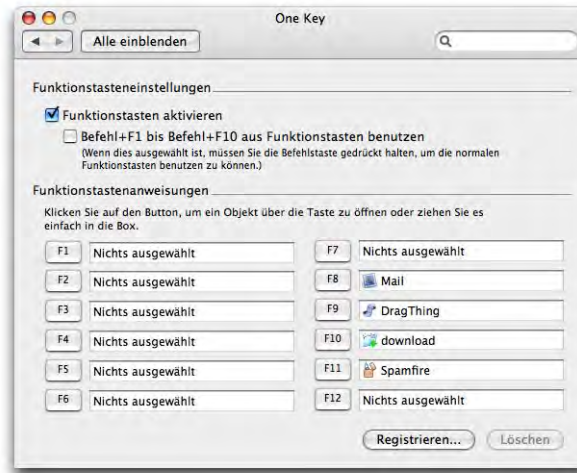 One Key
Alle einblenden
Funktionstasteneinstellungen
Funktionstasten aktivieren
Befehl+F1 bis Befehl+F10 aus Funktionstasten benutzen
(Wenn dies ausgewählt ist, müssen Sie die Befehlstaste gedrückt halten, um die normalen
Funktionstasten benutzen zu können.)
Funktionstastenanweisungen
Klicken Sie auf den Button, um ein Objekt über die Taste zu öffnen oder ziehen Sie es
einfach in die Box.
F1 Nichts ausgewählt
F2 Nichts ausgewählt
F3 Nichts ausgewählt
F4 Nichts ausgewählt
F5 Nichts ausgewählt
F6 Nichts ausgewählt
F7 Nichts ausgewählt
F8 Mail
F9 DragThing
F10 download
F11 Spamfire
F12 Nichts ausgewählt
Registrieren... Löschen